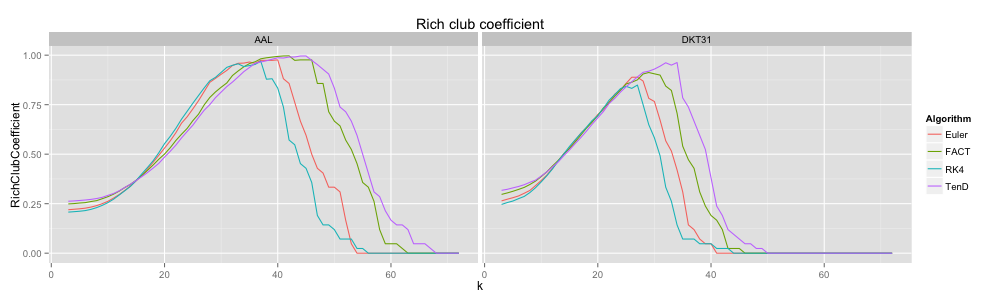 Rich club coefficient
AAL
DKT31
RichClubCoefficient
1.00
0.75
0.50
0.25
0.00
0
20
40
60
0
20
40
60
k
Algorithm
Euler
FACT
RK4
TenD